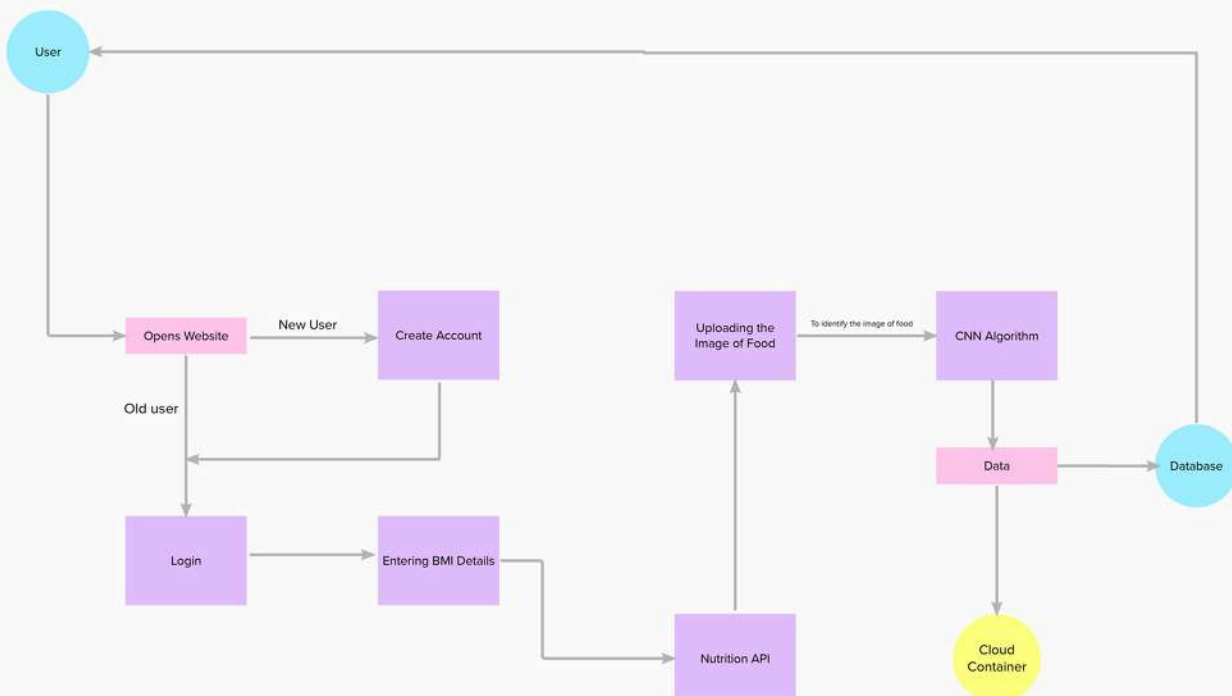 User
Opens Website
New User
Create Account
Old user
Login
Entering BMI Details
Nutrition API
Uploading the
Image of Food
To identify the image of food
CNN Algorithm
Data
Database
Cloud
Container